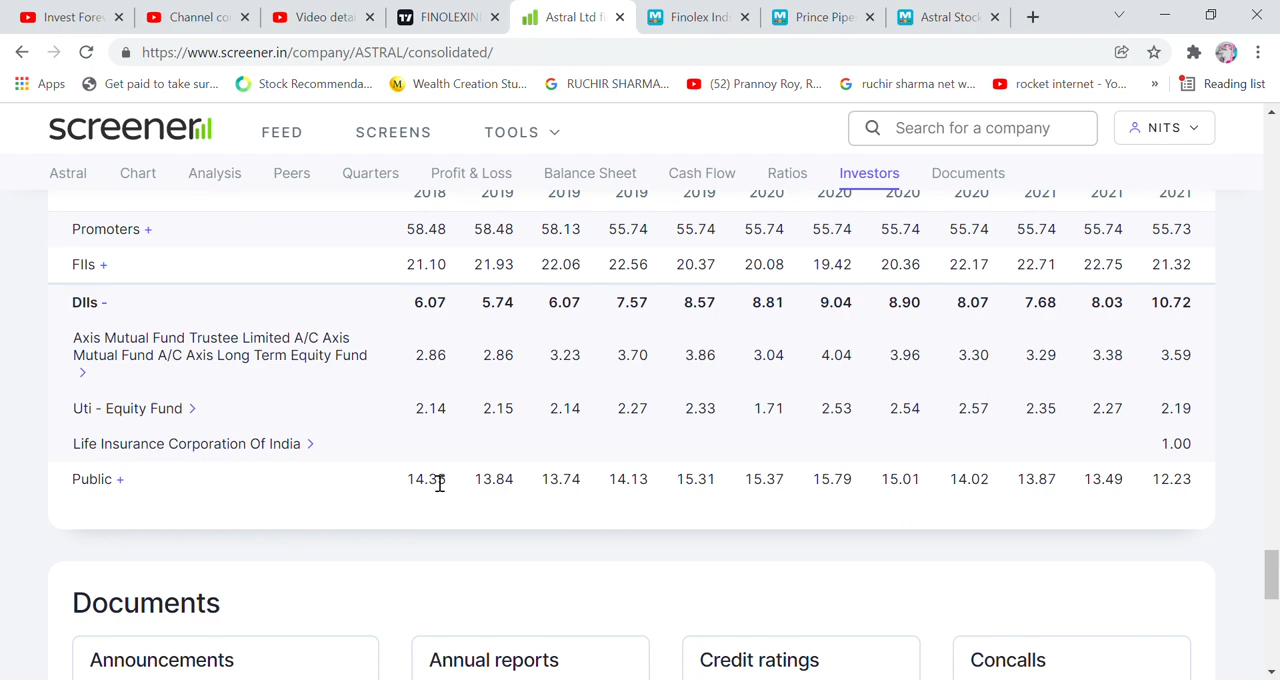 Invest Fore
Channel co
Video detai
FINOLEXIN
Astral Ltd fi
Finolex Ind
Prince Pipe
Astral Stock
https://www.screener.in/company/ASTRAL/consolidated/
Apps
Get paid to take sur...
Stock Recommenda...
Wealth Creation Stu...
RUCHIR SHARMA...
(52) Prannoy Roy, R...
ruchir sharma net w...
rocket internet - Yo...
»
Reading list
screener
FEED
SCREENS
TOOLS
Search for a company
NITS
Astral Chart Analysis Peers Quarters Profit & Loss Balance Sheet Cash Flow Ratios Investors Documents
2018 2019 2019 2019 2019 2020 2020 2020 2020 2021 2021 2021
Promoters + 58.48 58.48 58.13 55.74 55.74 55.74 55.74 55.74 55.74 55.74 55.74 55.73
FIIs + 21.10 21.93 22.06 22.56 20.37 20.08 19.42 20.36 22.17 22.71 22.75 21.32
DIIs - 6.07 5.74 6.07 7.57 8.57 8.81 9.04 8.90 8.07 7.68 8.03 10.72
Axis Mutual Fund Trustee Limited A/C Axis
Mutual Fund A/C Axis Long Term Equity Fund 2.86 2.86 3.23 3.70 3.86 3.04 4.04 3.96 3.30 3.29 3.38 3.59
Uti - Equity Fund 2.14 2.15 2.14 2.27 2.33 1.71 2.53 2.54 2.57 2.35 2.27 2.19
Life Insurance Corporation Of India 1.00
Public + 13.84 13.74 14.13 15.31 15.37 15.79 15.01 14.02 13.87 13.49 12.23
Documents
Announcements
Annual reports
Credit ratings
Concalls